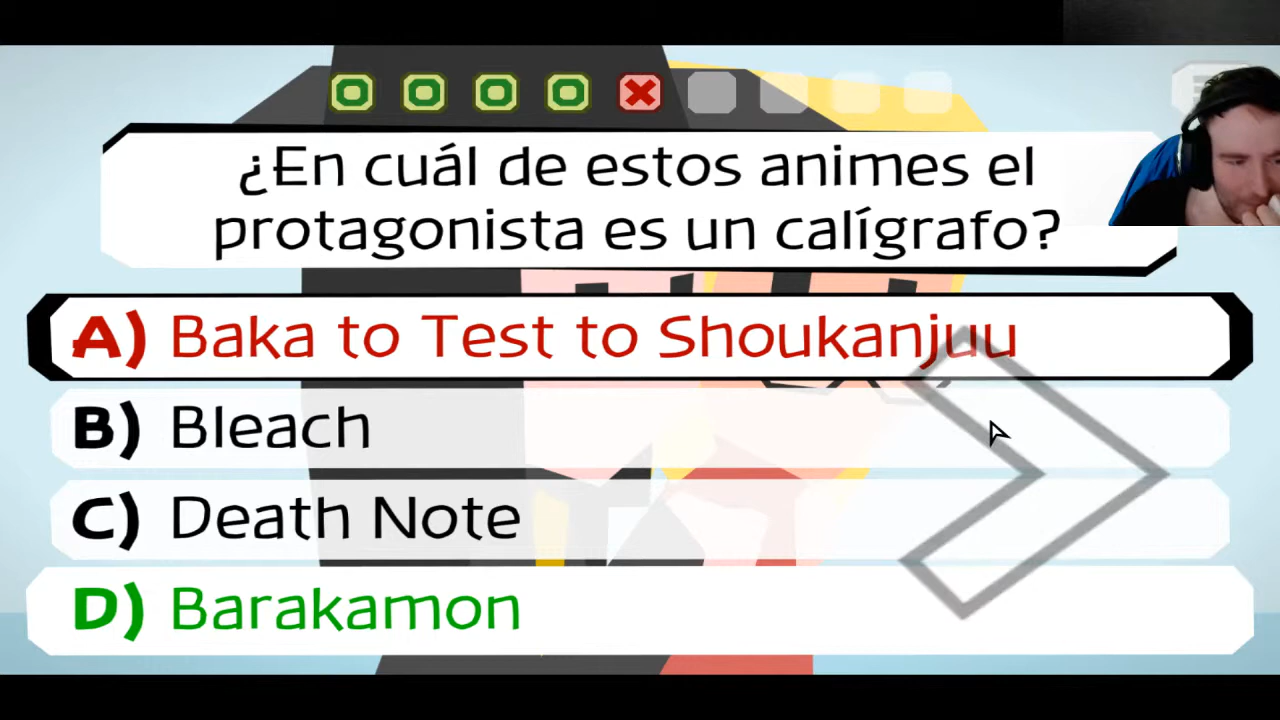 ¿En cuál de estos animes el
protagonista es un calígrafo?
A) Baka to Test to Shoukanjuu
B) Bleach
C) Death Note
D) Barakamon